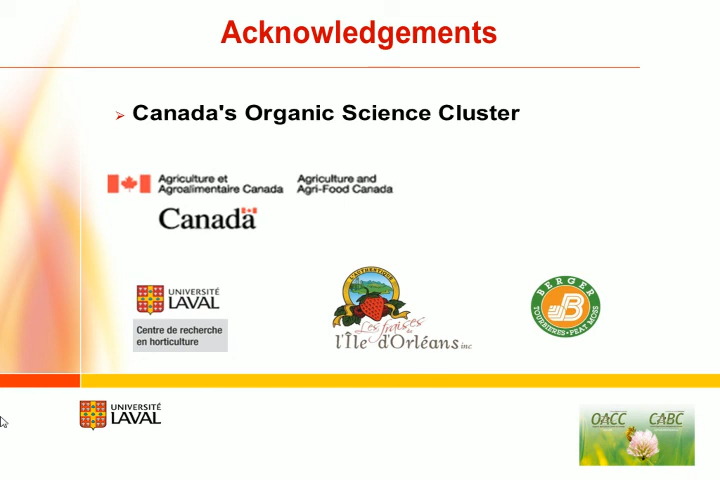 Acknowledgements
Canada's Organic Science Cluster
Agriculture et
Agroalimentaire Canada
Agriculture and
Agri-Food Canada
Canada
UNIVERSITÉ
LAVAL
Centre de recherche
en horticulture
L'AUTHENTIQUE
Les fraises
de
l'Île d'Orléans inc
BERGER
B
TOURBIÈRES • PEAT MOSS
UNIVERSITÉ
LAVAL
OACC CABC